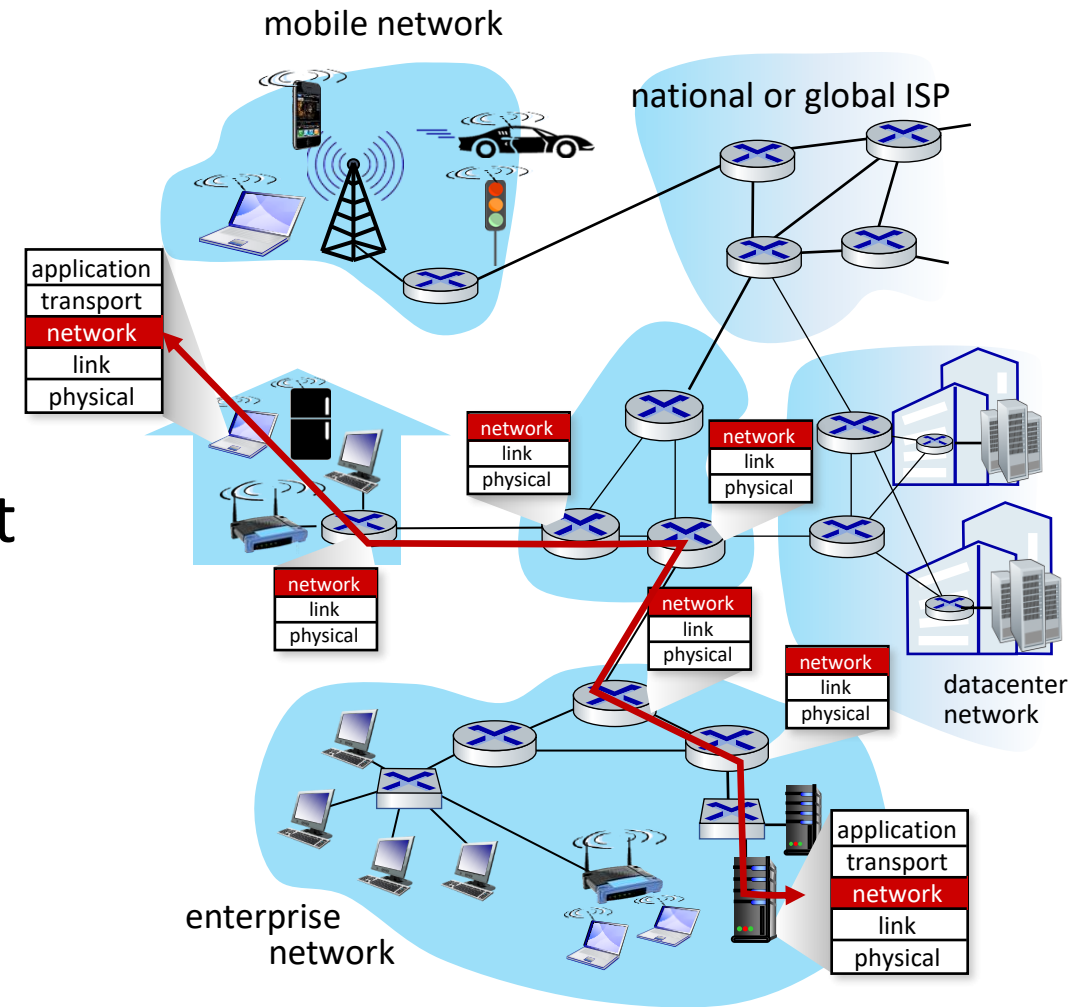 mobile network
national or global ISP
application
transport
network
link
physical
network
link
physical
network
link
physical
t
network
link
physical
network
link
physical
network
link
physical
datacenter
network
application
transport
network
link
physical
enterprise
network